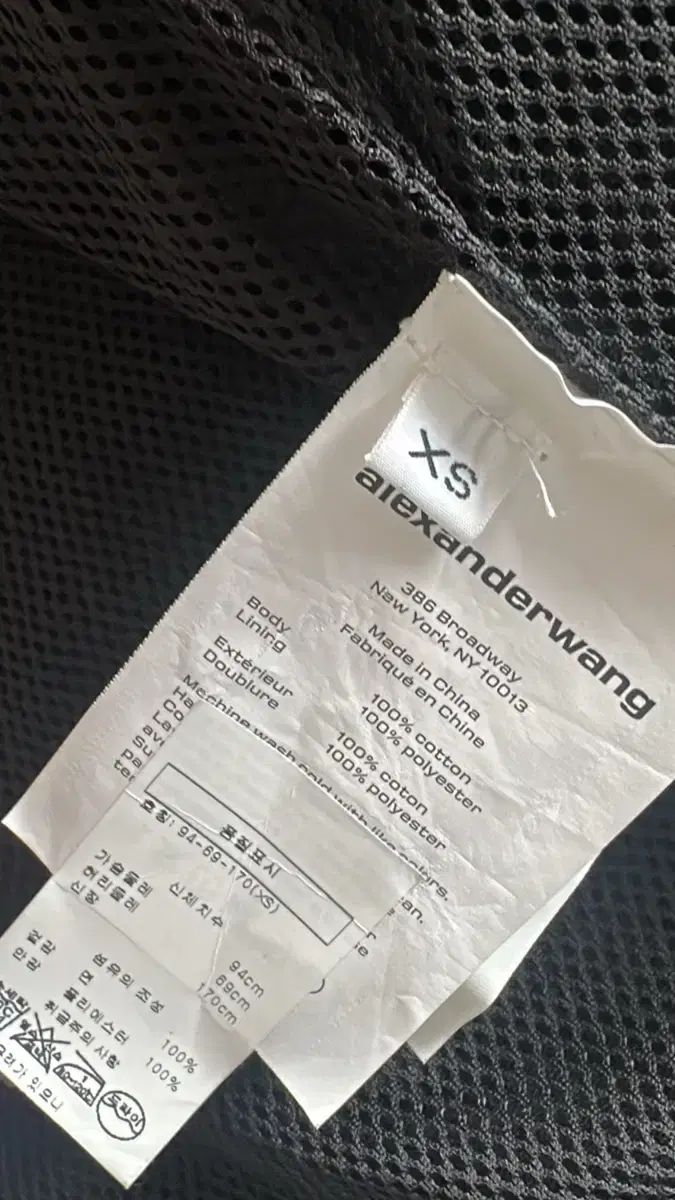 XS
alexanderwang
386 Broadway
New York, NY 10013
Made in China
Fabriqué en Chine
Body 100% cotton
Lining 100% polyester
Extérieur 100% coton
Doublure 100% polyester
Machine wash cold with like colors.
품질표시
호칭: 94-69-170(XS)
신체치수
가슴둘레 94cm
허리둘레 69cm
신장 170cm
섬유의 조성
겉감 면 100%
안감 폴리에스터 100%
취급주의 사항
드라이